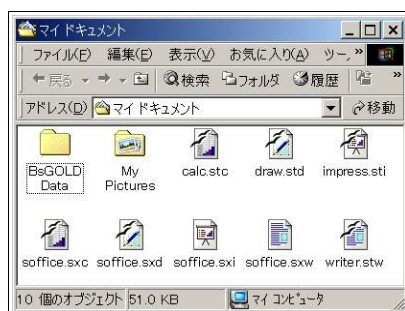 マイ ドキュメント
ファイル(F) 編集(E) 表示(V) お気に入り(A) ツー
戻る 検索 フォルダ 履歴
アドレス(D) マイ ドキュメント 移動
BsGOLD Data My Pictures calc.stc draw.std impress.sti
soffice.sxc soffice.sxd soffice.sxi soffice.sxw writer.stw
10 個のオブジェクト 51.0 KB マイ コンピュータ